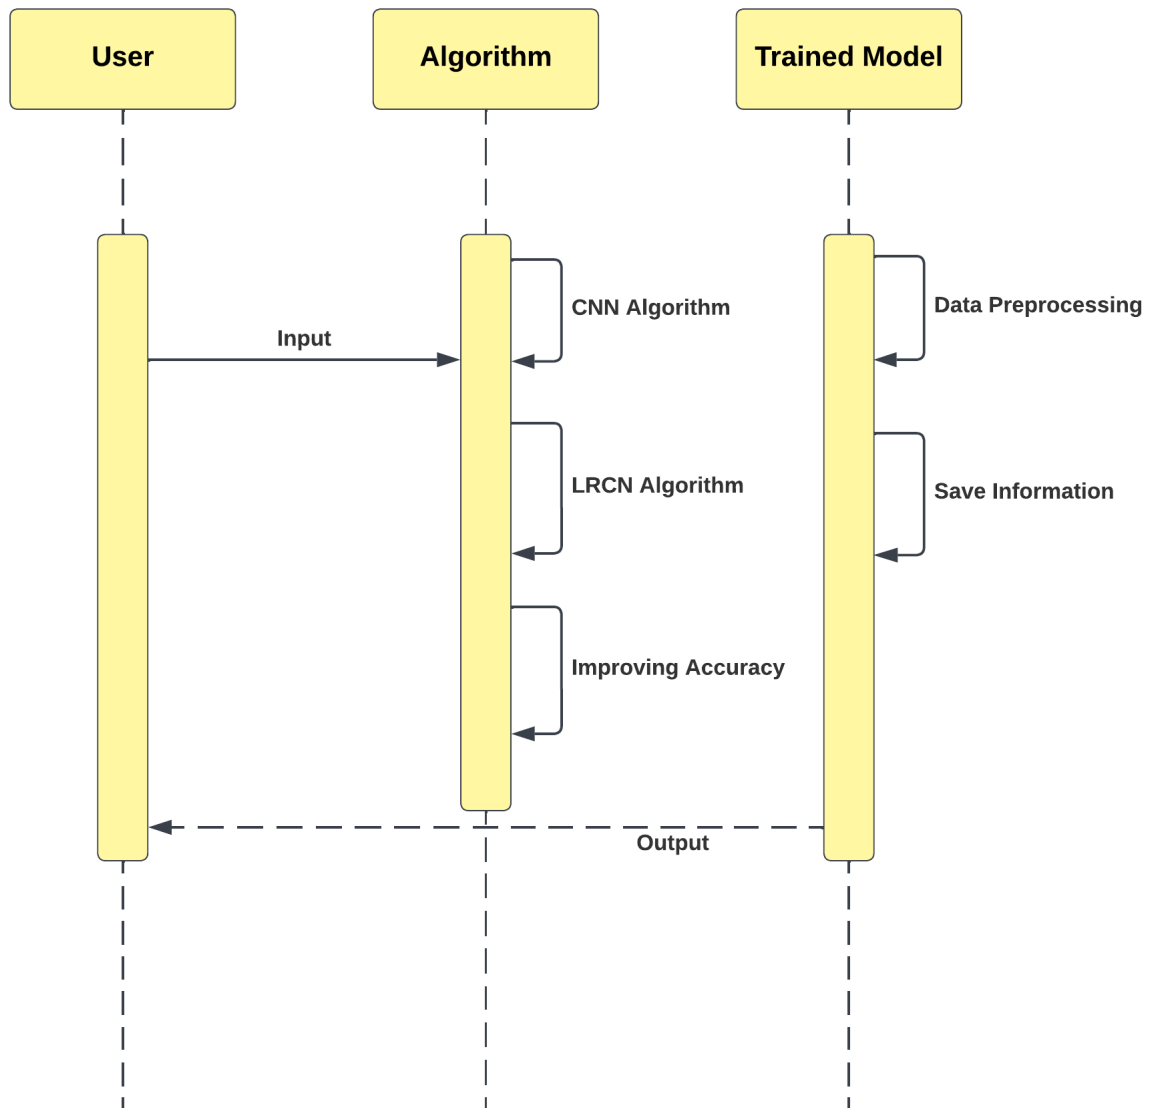 User
Algorithm
Trained Model
CNN Algorithm
Data Preprocessing
Input
LRCN Algorithm
Save Information
Improving Accuracy
Output